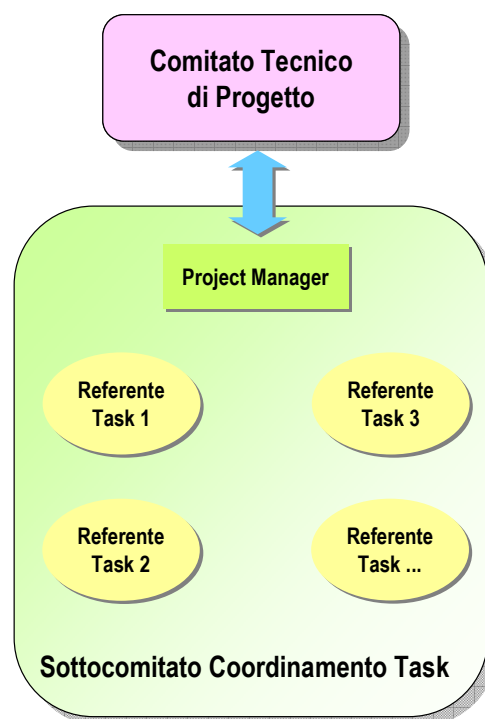 Comitato Tecnico
di Progetto
Project Manager
Referente
Task 1
Referente
Task 3
Referente
Task 2
Referente
Task ...
Sottocomitato Coordinamento Task